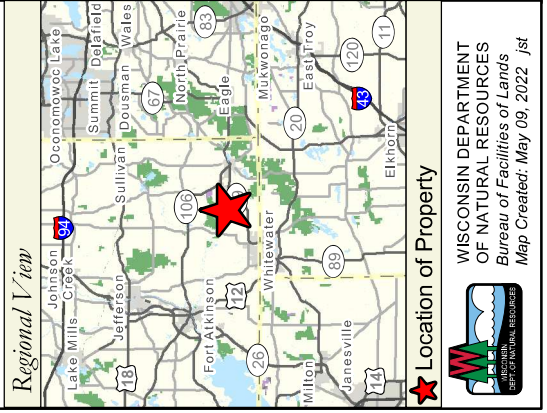 Regional View
Oconomowoc Lake
Summit
Delafield
Dousman
Wales
North Prairie
83
Mukwonago
East Troy
120
11
67
Eagle
43
20
Elkhorn
Sullivan
94
106
Johnson
Creek
Whitewater
89
Jefferson
Fort Atkinson
12
Lake Mills
18
26
Milton
Janesville
14
Location of Property
WISCONSIN DEPARTMENT
OF NATURAL RESOURCES
Bureau of Facilities of Lands
Map Created: May 09, 2022 jst
WISCONSIN
DEPT. OF NATURAL RESOURCES